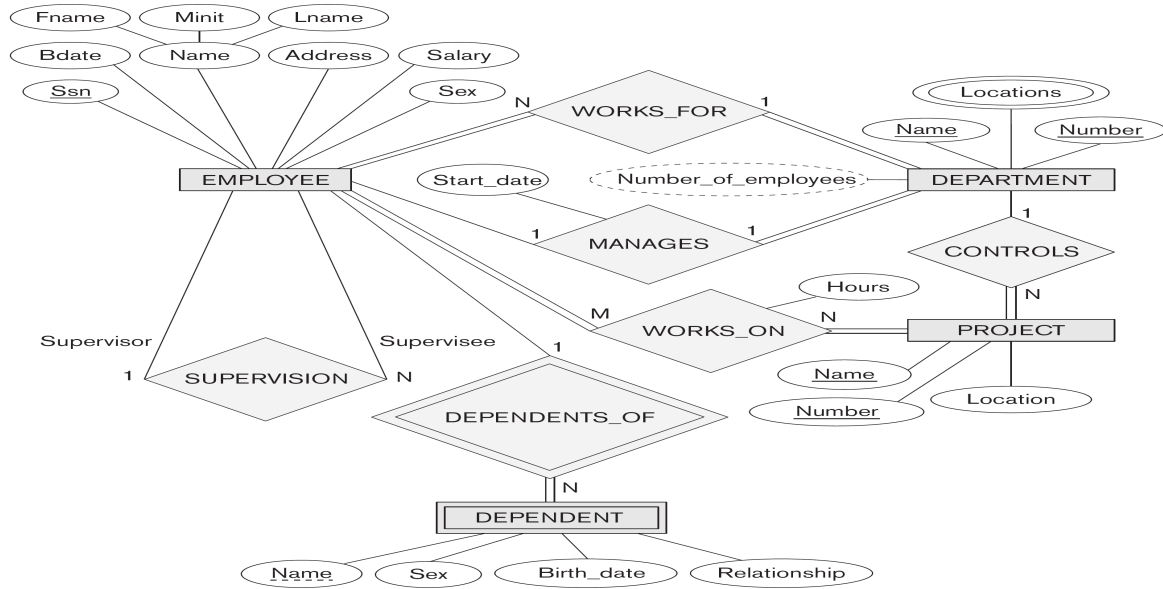 Fname Minit Lname
Bdate Name Address Salary
Ssn Sex
Locations
N WORKS_FOR 1
Name Number
Start_date Number_of_employees
EMPLOYEE DEPARTMENT
1 MANAGES 1
1
CONTROLS
Hours N
M WORKS_ON N PROJECT
Supervisor Supervisee
1 SUPERVISION N
1
Name
Number Location
DEPENDENTS_OF
N
DEPENDENT
Name Sex Birth_date Relationship